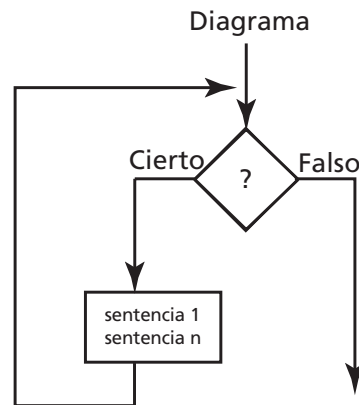 Diagrama
Cierto
Falso
?
sentencia 1
sentencia n